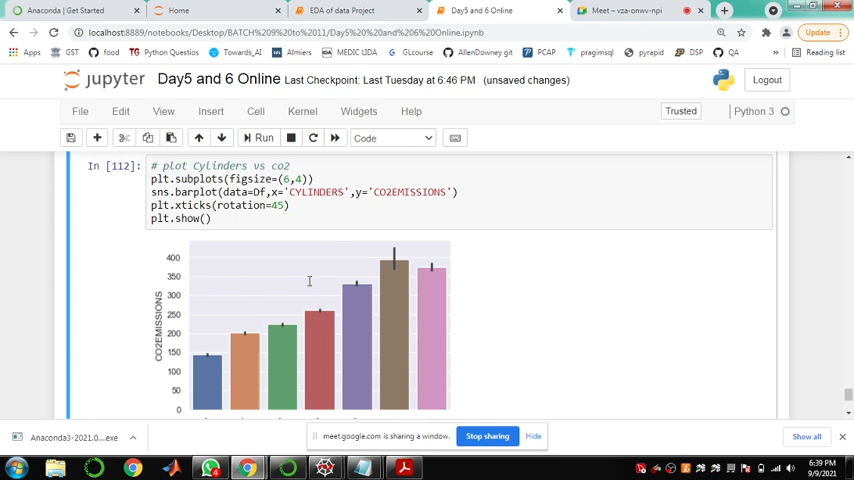 Anaconda | Get Started
Home
EDA of data Project
Day5 and 6 Online
Meet – vza-onwv-npi
localhost:8889/notebooks/Desktop/BATCH%209%20to%2011/Day5%20and%206%20Online.ipynb
Update
Apps
GST
food
TG
Python Questions
Towards_AI
Almiers
MEDIC LIDA
GLcourse
AllenDowney git
PCAP
pragimsql
pyrapid
DSP
QA
»
Reading list
jupyter Day5 and 6 Online Last Checkpoint: Last Tuesday at 6:46 PM (unsaved changes)
Logout
File Edit View Insert Cell Kernel Widgets Help
Trusted
Python 3
Run
Code
In [112]:
# plot Cylinders vs co2
plt.subplots(figsize=(6,4))
sns.barplot(data=Df,x='CYLINDERS',y='CO2EMISSIONS')
plt.xticks(rotation=45)
plt.show()
400
350
300
250
200
150
100
50
0
CO2EMISSIONS
Anaconda3-2021.0....exe
meet.google.com is sharing a window.
Stop sharing
Hide
Show all
4
6:39 PM
9/9/2021